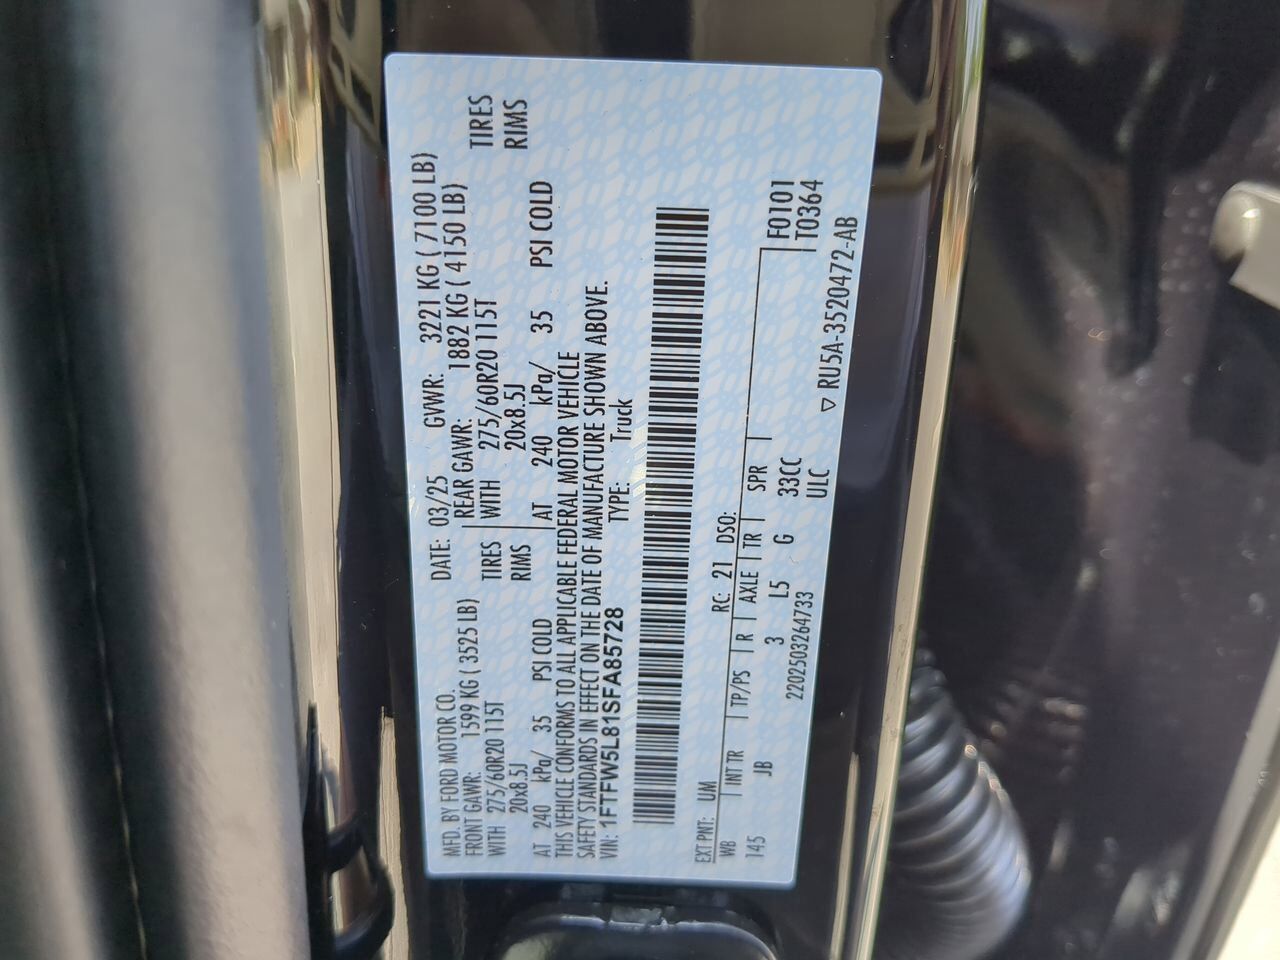 MFD. BY FORD MOTOR CO. DATE: 03/25 GVWR: 3221 KG ( 7100 LB)
FRONT GAWR: 1599 KG ( 3525 LB) REAR GAWR: 1882 KG ( 4150 LB)
WITH 275/60R20 115T TIRES WITH 275/60R20 115T TIRES
20x8.5J RIMS 20x8.5J RIMS
AT 240 kPa/ 35 PSI COLD AT 240 kPa/ 35 PSI COLD
THIS VEHICLE CONFORMS TO ALL APPLICABLE FEDERAL MOTOR VEHICLE
SAFETY STANDARDS IN EFFECT ON THE DATE OF MANUFACTURE SHOWN ABOVE.
VIN: 1FTFW5L81SFA85728 TYPE: Truck
EXT PNT: UM RC: 21 DSO:
WB INT TR TP/PS R AXLE TR SPR F0101
145 JB 3 L5 G 33CC T0364
2202503264733 ULC ▽ RU5A-3520472-AB